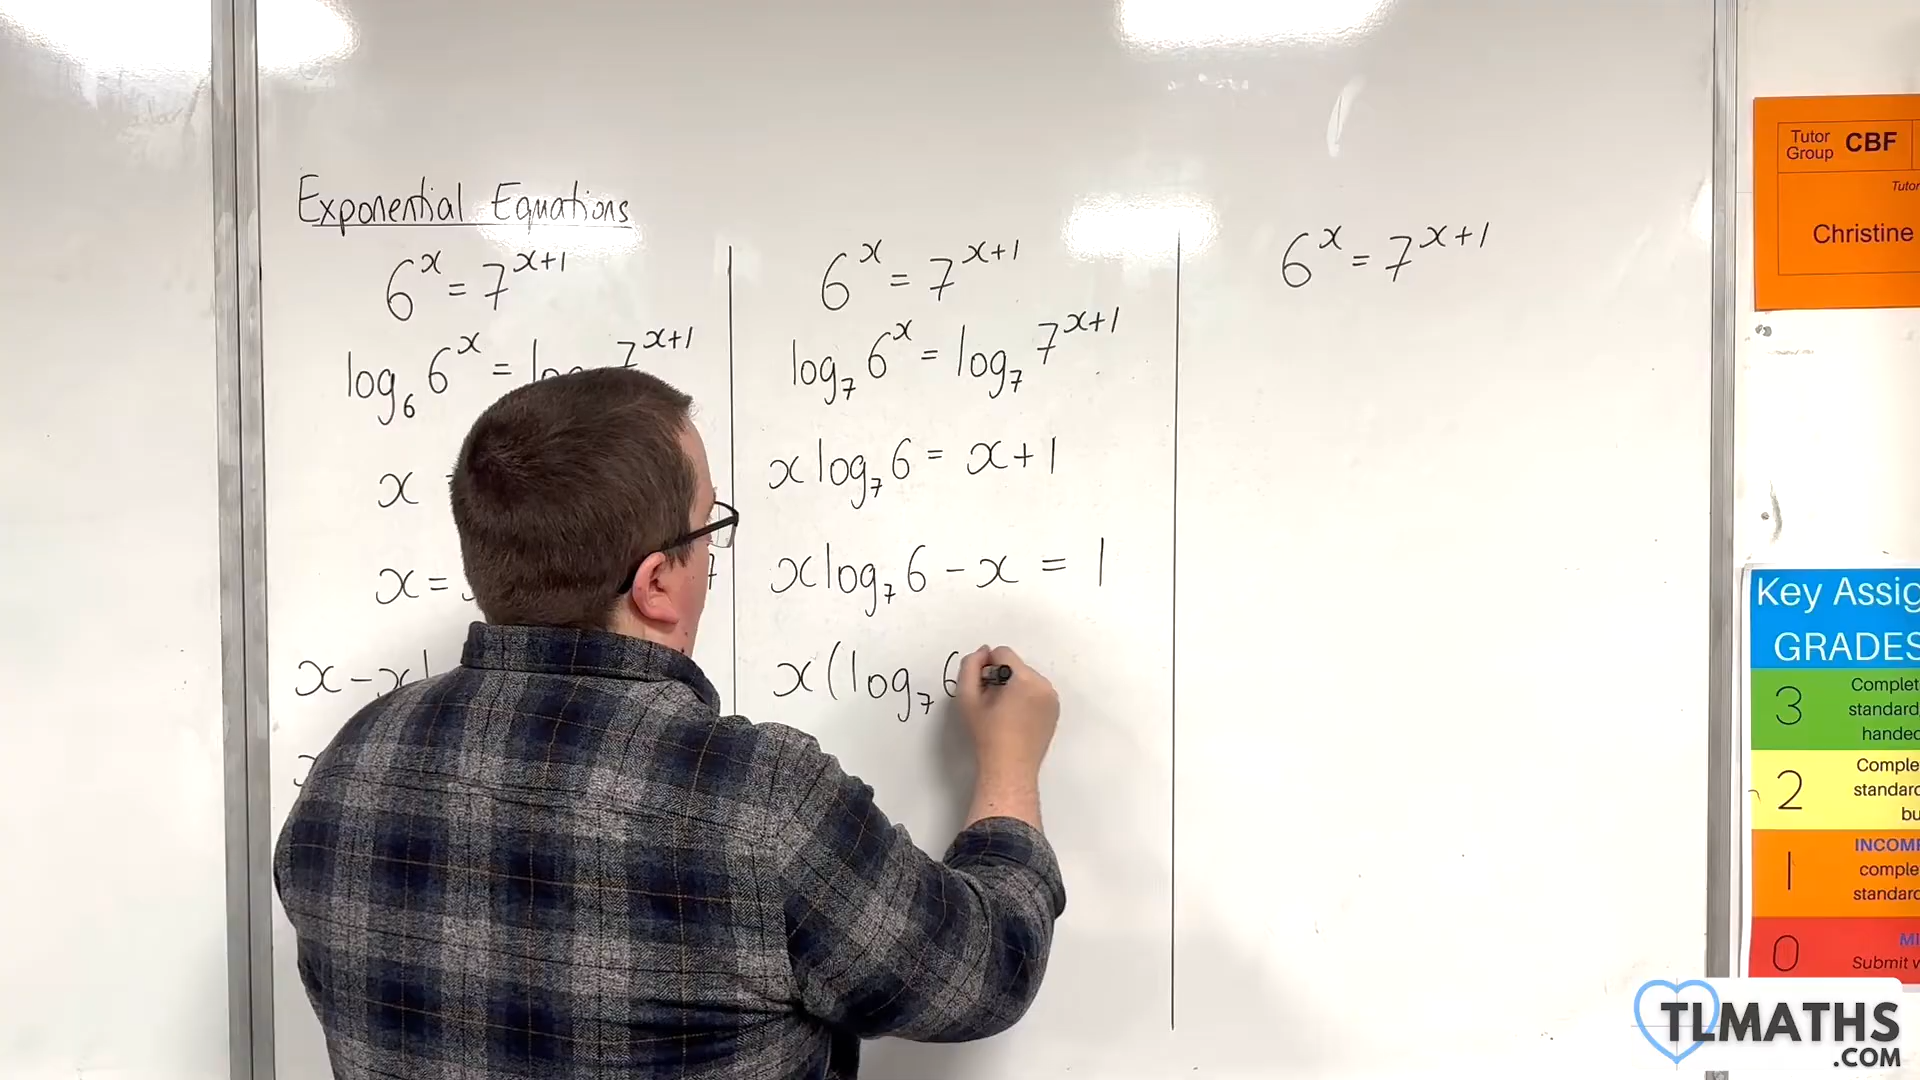 Exponential Equations
6^x = 7^{x+1}
log_6 6^x = 7^{x+1}
x
x =
x - x
6^x = 7^{x+1}
log_7 6^x = log_7 7^{x+1}
x log_7 6 = x + 1
x log_7 6 - x = 1
x ( log_7 6
6^x = 7^{x+1}
Tutor Group CBF
Tutor
Christine
Key Assig
GRADES
3
Complet
standard
handed
2
Comple
standard
bu
1
INCOM
comple
standard
0
MI
Submit w
TLMATHS
.COM